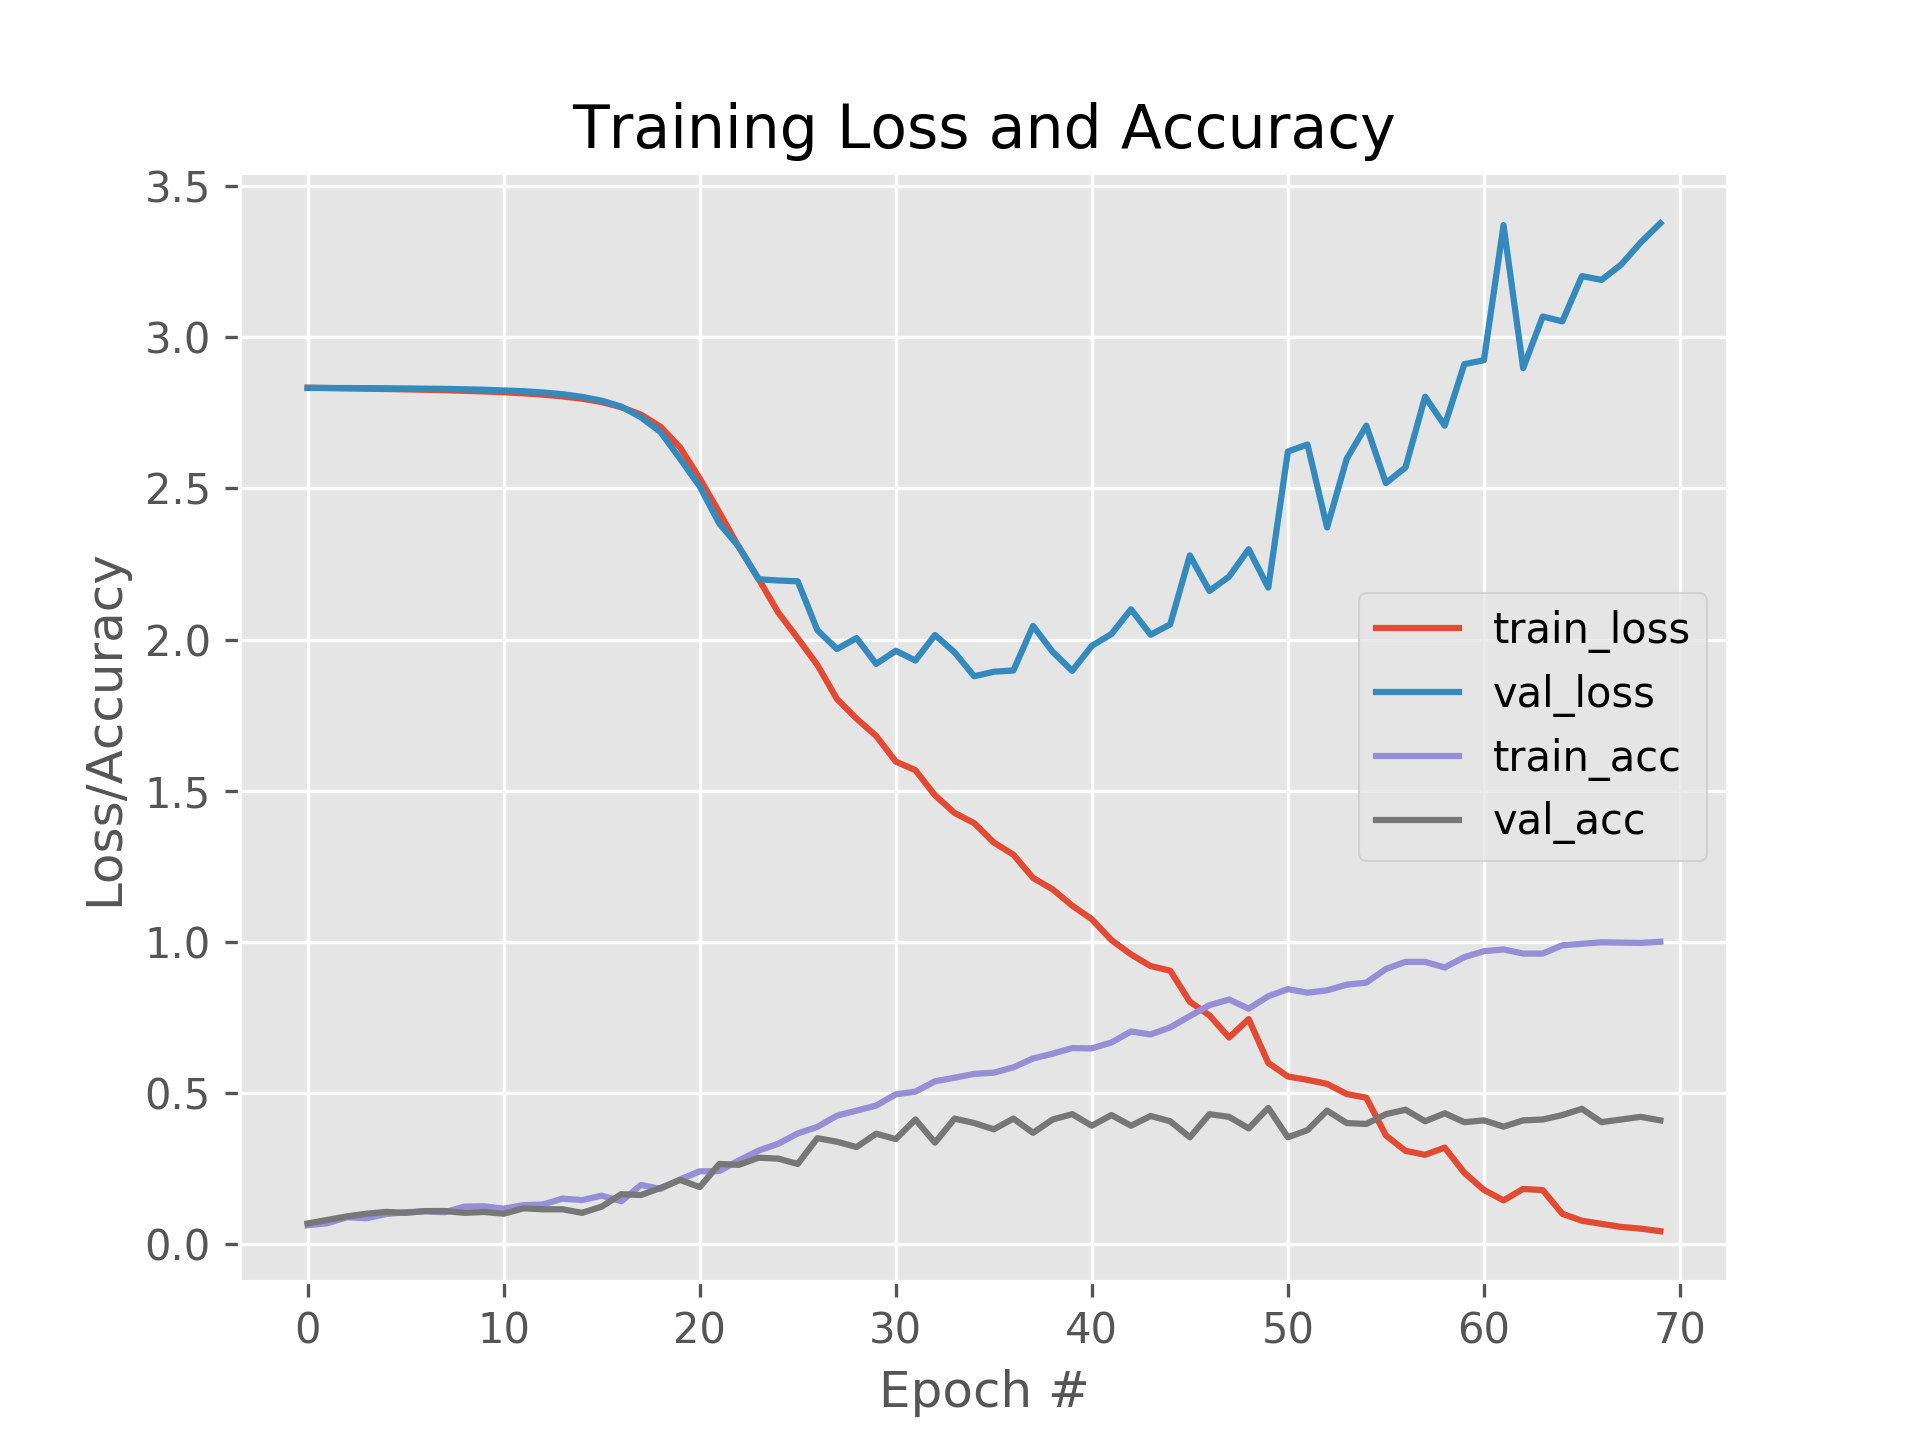 Training Loss and Accuracy
3.5
3.0
2.5
2.0
1.5
1.0
0.5
0.0
Loss/Accuracy
train_loss
val_loss
train_acc
val_acc
0 10 20 30 40 50 60 70
Epoch #